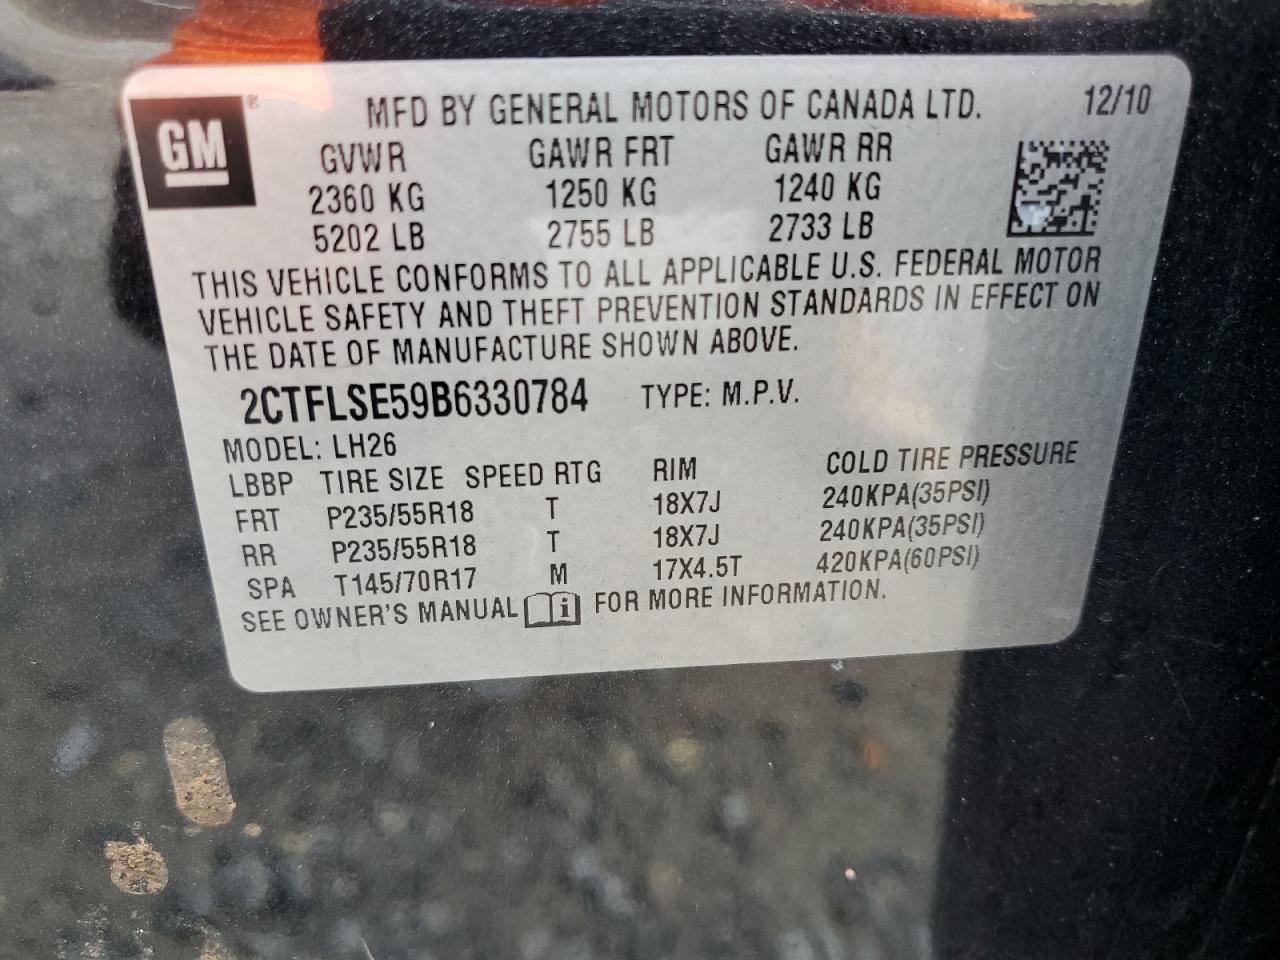 GM ® MFD BY GENERAL MOTORS OF CANADA LTD. 12/10
GVWR GAWR FRT GAWR RR
2360 KG 1250 KG 1240 KG
5202 LB 2755 LB 2733 LB
THIS VEHICLE CONFORMS TO ALL APPLICABLE U.S. FEDERAL MOTOR
VEHICLE SAFETY AND THEFT PREVENTION STANDARDS IN EFFECT ON
THE DATE OF MANUFACTURE SHOWN ABOVE.
2CTFLSE59B6330784 TYPE: M.P.V.
MODEL: LH26
LBBP TIRE SIZE SPEED RTG RIM COLD TIRE PRESSURE
FRT P235/55R18 T 18X7J 240KPA(35PSI)
RR P235/55R18 T 18X7J 240KPA(35PSI)
SPA T145/70R17 M 17X4.5T 420KPA(60PSI)
SEE OWNER'S MANUAL i FOR MORE INFORMATION.